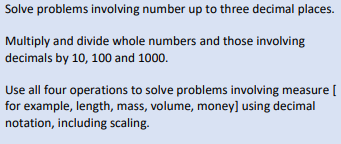 Solve problems involving number up to three decimal places.
Multiply and divide whole numbers and those involving
decimals by 10, 100 and 1000.
Use all four operations to solve problems involving measure [
for example, length, mass, volume, money] using decimal
notation, including scaling.